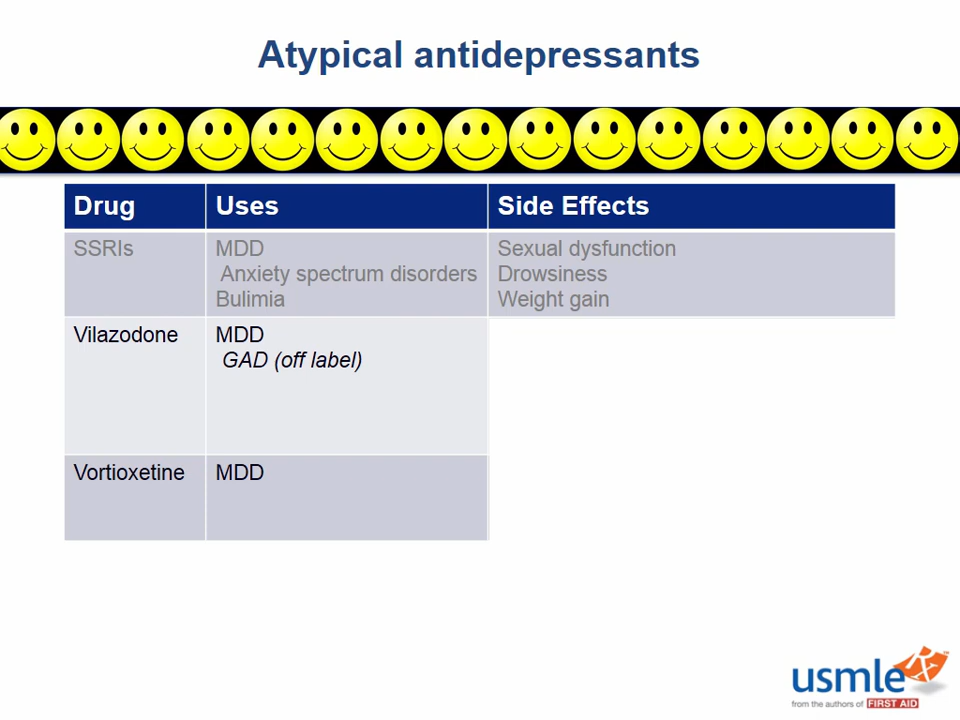 Atypical antidepressants
Drug Uses Side Effects
SSRIs MDD Sexual dysfunction
Anxiety spectrum disorders Drowsiness
Bulimia Weight gain
Vilazodone MDD
GAD (off label)
Vortioxetine MDD
usmle Rx™
from the authors of FIRST AID